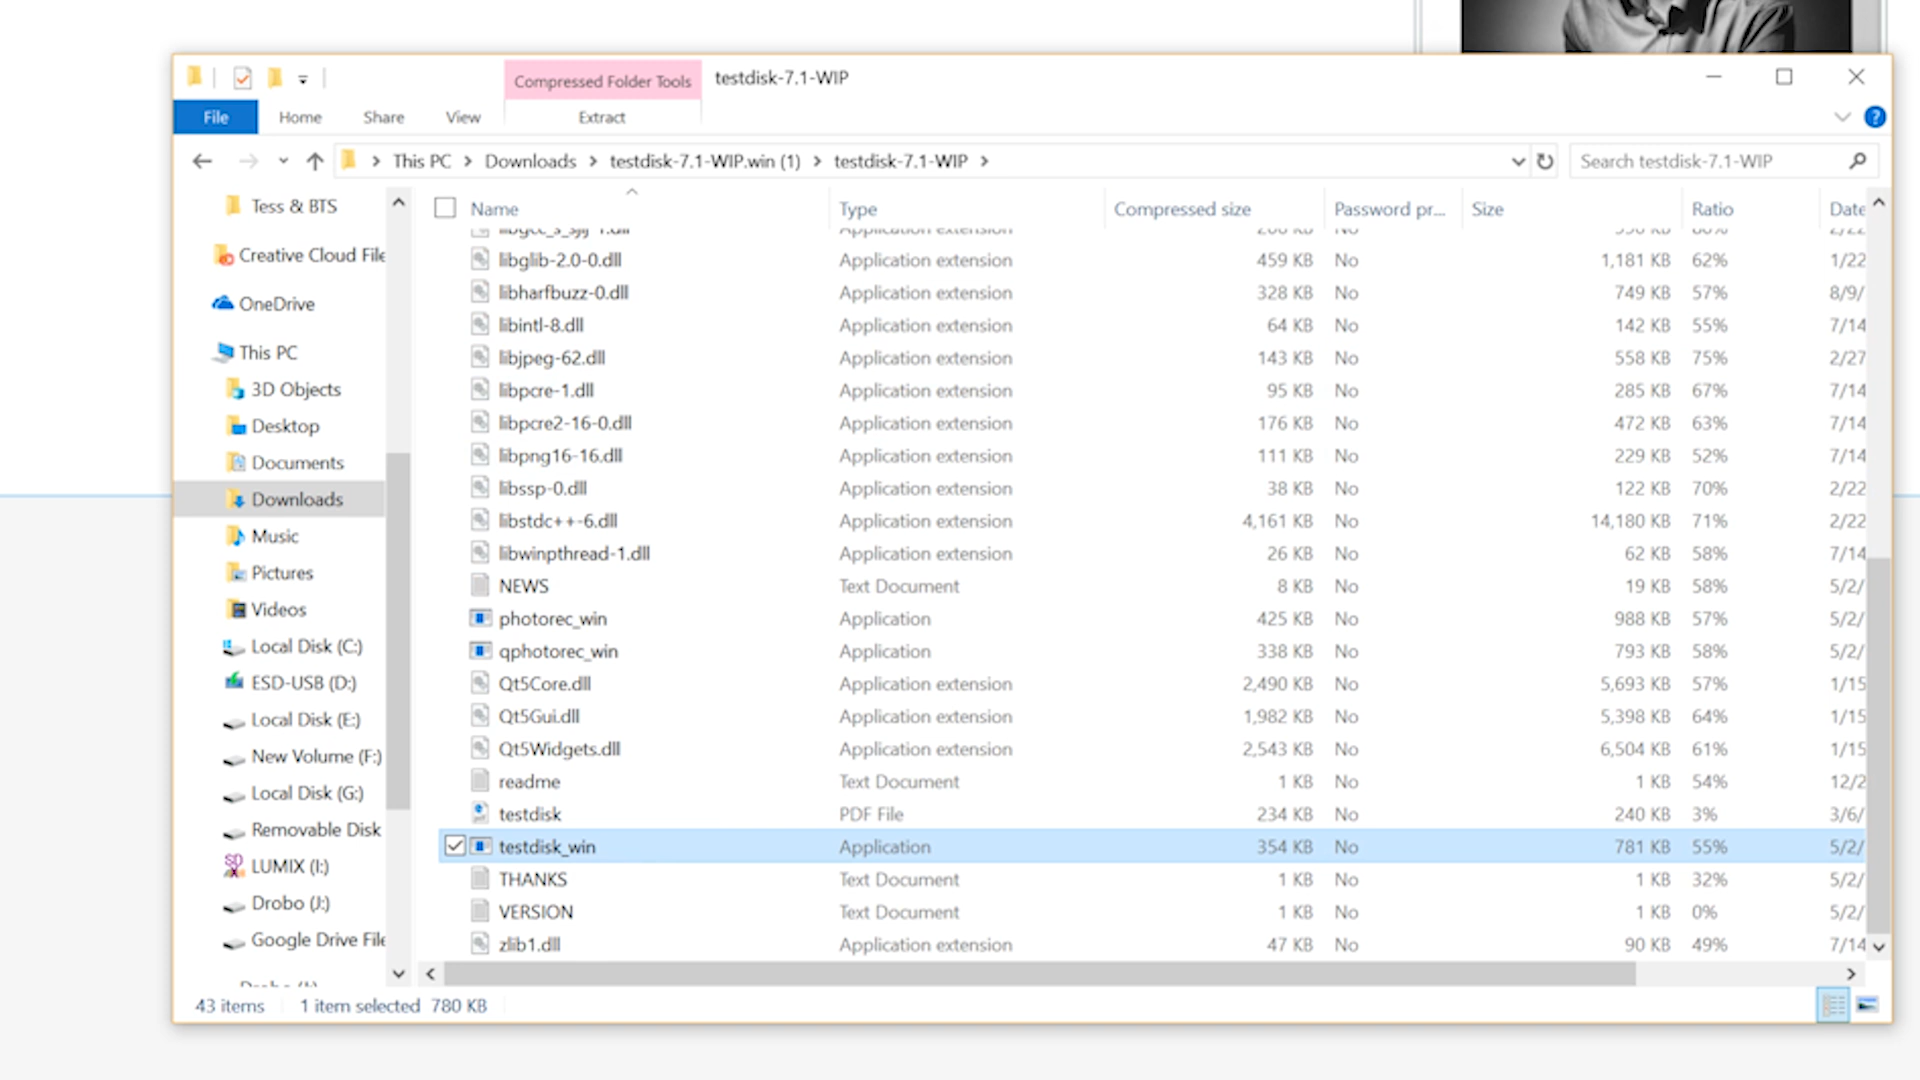 Compressed Folder Tools testdisk-7.1-WIP
File Home Share View Extract
This PC Downloads testdisk-7.1-WIP.win (1) testdisk-7.1-WIP Search testdisk-7.1-WIP
Tess & BTS
Creative Cloud File
OneDrive
This PC
3D Objects
Desktop
Documents
Downloads
Music
Pictures
Videos
Local Disk (C:)
ESD-USB (D:)
Local Disk (E:)
New Volume (F:)
Local Disk (G:)
Removable Disk
LUMIX (I:)
Drobo (J:)
Google Drive File
Name Type Compressed size Password pr... Size Ratio Date
libglib-2.0-0.dll Application extension 459 KB No 1,181 KB 62% 1/22
libharfbuzz-0.dll Application extension 328 KB No 749 KB 57% 8/9/
libintl-8.dll Application extension 64 KB No 142 KB 55% 7/14
libjpeg-62.dll Application extension 143 KB No 558 KB 75% 2/27
libpcre-1.dll Application extension 95 KB No 285 KB 67% 7/14
libpcre2-16-0.dll Application extension 176 KB No 472 KB 63% 7/14
libpng16-16.dll Application extension 111 KB No 229 KB 52% 7/14
libssp-0.dll Application extension 38 KB No 122 KB 70% 2/22
libstdc++-6.dll Application extension 4,161 KB No 14,180 KB 71% 2/22
libwinpthread-1.dll Application extension 26 KB No 62 KB 58% 7/14
NEWS Text Document 8 KB No 19 KB 58% 5/2/
photorec_win Application 425 KB No 988 KB 57% 5/2/
qphotorec_win Application 338 KB No 793 KB 58% 5/2/
Qt5Core.dll Application extension 2,490 KB No 5,693 KB 57% 1/15
Qt5Gui.dll Application extension 1,982 KB No 5,398 KB 64% 1/15
Qt5Widgets.dll Application extension 2,543 KB No 6,504 KB 61% 1/15
readme Text Document 1 KB No 1 KB 54% 12/2
testdisk PDF File 234 KB No 240 KB 3% 3/6/
testdisk_win Application 354 KB No 781 KB 55% 5/2/
THANKS Text Document 1 KB No 1 KB 32% 5/2/
VERSION Text Document 1 KB No 1 KB 0% 5/2/
zlib1.dll Application extension 47 KB No 90 KB 49% 7/14
43 items 1 item selected 780 KB